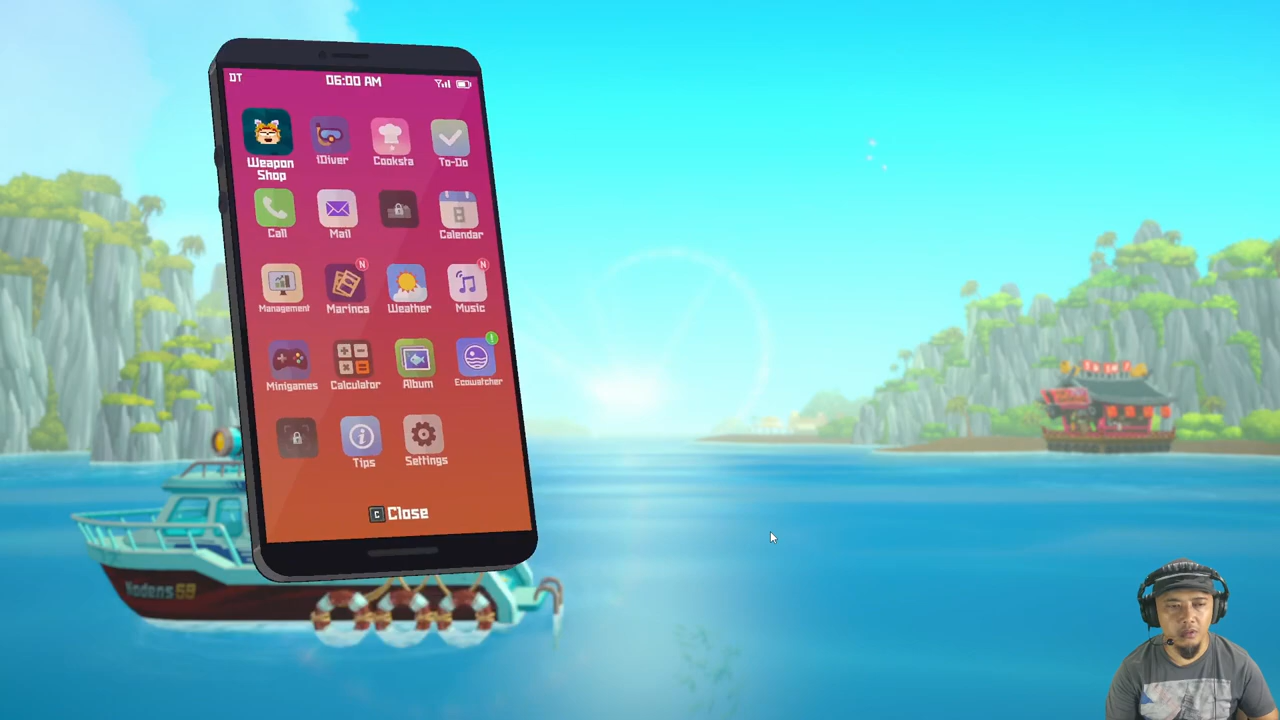 DT
06:00 AM
Weapon Shop
iDiver
Cooksta
To-Do
Call
Mail
8
Calendar
Management
N
Marinca
Weather
N
Music
Minigames
Calculator
Album
!
Ecowatcher
Tips
Settings
C Close